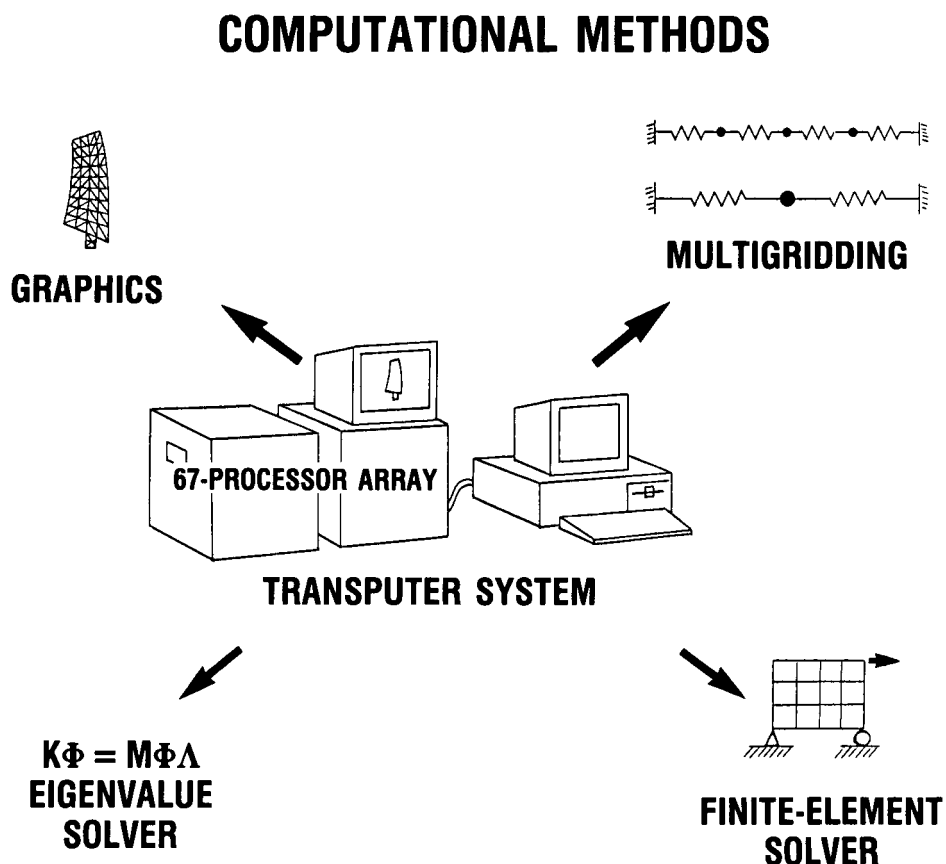 COMPUTATIONAL METHODS
GRAPHICS
MULTIGRIDDING
67-PROCESSOR ARRAY
TRANSPUTER SYSTEM
KΦ = MΦΛ
EIGENVALUE
SOLVER
FINITE-ELEMENT
SOLVER